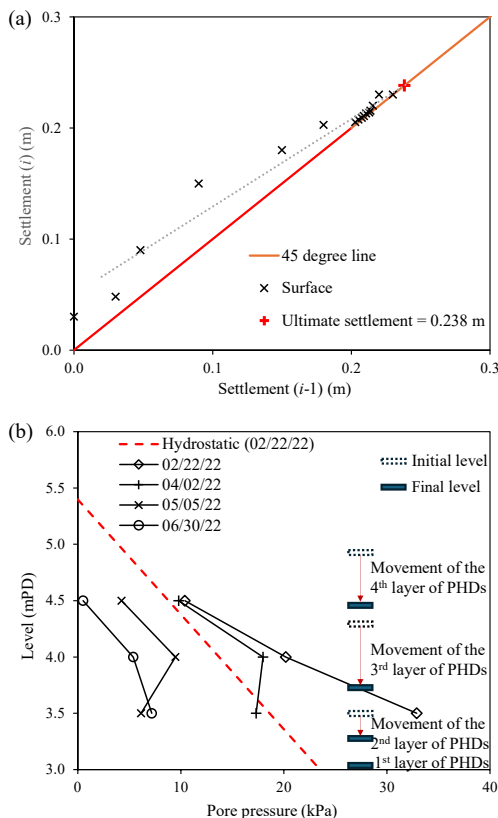 (a)
0.3
0.2
0.1
0.0
Settlement (i) (m)
45 degree line
Surface
Ultimate settlement = 0.238 m
0.0 0.1 0.2 0.3
Settlement (i-1) (m)
(b)
6.0
5.5
5.0
4.5
4.0
3.5
3.0
Level (mPD)
Hydrostatic (02/22/22)
02/22/22
04/02/22
05/05/22
06/30/22
Initial level
Final level
Movement of the
4th layer of PHDs
Movement of the
3rd layer of PHDs
Movement of the
2nd layer of PHDs
1st layer of PHDs
0 10 20 30 40
Pore pressure (kPa)